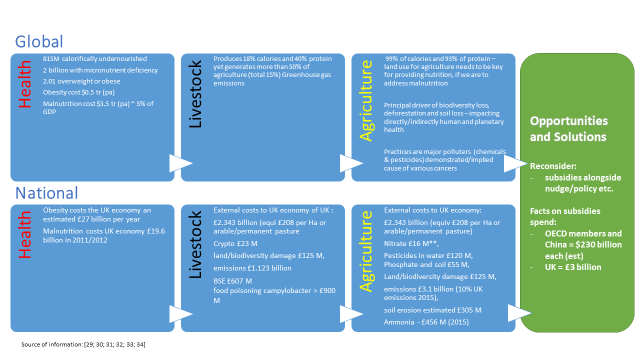 Global
Health
815M calorifically undernourished
2 billion with micronutrient deficiency
2.01 overweight or obese
Obesity cost $0.5 tr (pa)
Malnutrition cost $3.5 tr (pa) ~ 5% of
GDP
Livestock
Produces 18% calories and 40% protein
yet generates more than 50% of
agriculture (total 15%) Greenhouse gas
emissions
Agriculture
99% of calories and 93% of protein –
land use for agriculture needs to be key
for providing nutrition, if we are to
address malnutrition
Principal driver of biodiversity loss,
deforestation and soil loss – impacting
directly/indirectly human and planetary
health
Practices are major polluters (chemicals
& pesticides) demonstrated/implied
cause of various cancers
National
Health
Obesity costs the UK economy an
estimated £27 billion per year
Malnutrition costs UK economy £19.6
billion in 2011/2012
Livestock
External costs to UK economy of UK :
£2.343 billion (equi £208 per Ha or
arable/permanent pasture
Crypto £23 M
land/biodiversity damage £125 M,
emissions £1.123 billion
BSE £607 M
food poisoning campylobacter > £900
M
Agriculture
External costs to UK economy:
£2.343 billion (equiv £208 per Ha or
arable/permanent pasture)
Nitrate £16 M**,
Pesticides in water £120 M,
Phosphate and soil £55 M,
Land/biodiversity damage £125 M,
emissions £3.1 billion (10% UK
emissions 2015),
soil erosion estimated £305 M
Ammonia - £456 M (2015)
Opportunities
and Solutions
Reconsider:
- subsidies alongside
nudge/policy etc.
Facts on subsidies
spend:
- OECD members and
China = $230 billion
each (est)
- UK = £3 billion
Source of information: [29; 30; 31; 32; 33; 34]